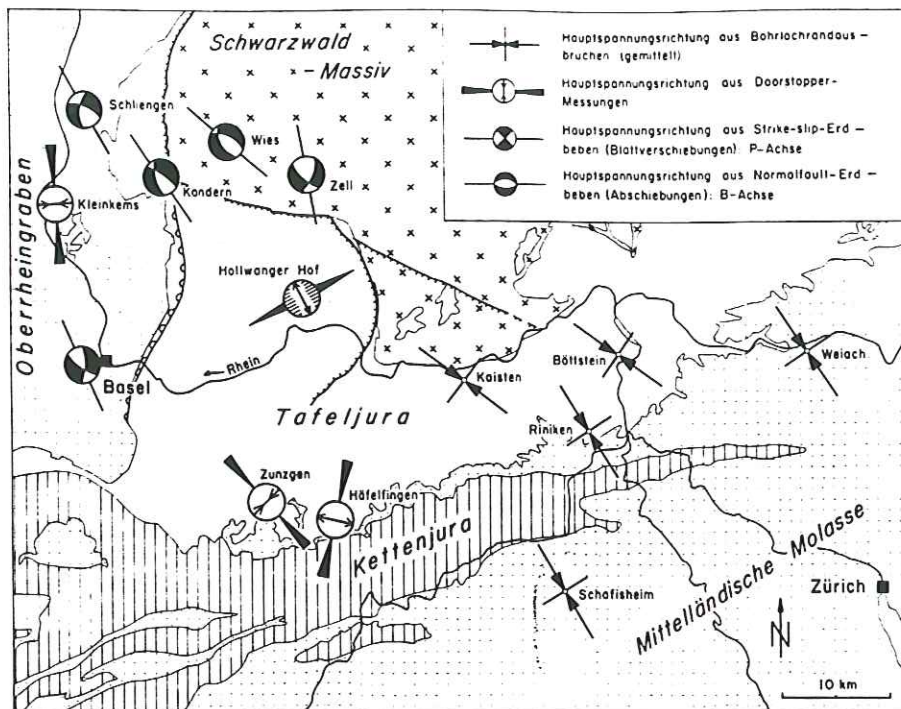 Schwarzwald
– Massiv
Hauptspannungsrichtung aus Bohrlochrandaus –
bruchen (gemittelt)
Hauptspannungsrichtung aus Doorstopper-
Messungen
Hauptspannungsrichtung aus Strike-slip-Erd –
beben (Blattverschiebungen): P-Achse
Hauptspannungsrichtung aus Normalfault-Erd –
beben (Abschiebungen): B-Achse
Schliengen
Wies
Zell
Kandern
Kleinkems
Oberrheingraben
Hollwanger Hof
Rhein
Basel
Kaisten
Böttstein
Weiach
Tafeljura
Riniken
Zunzgen
Häfelfingen
Kettenjura
Schafisheim
Mittelländische Molasse
Zürich
N
10 km